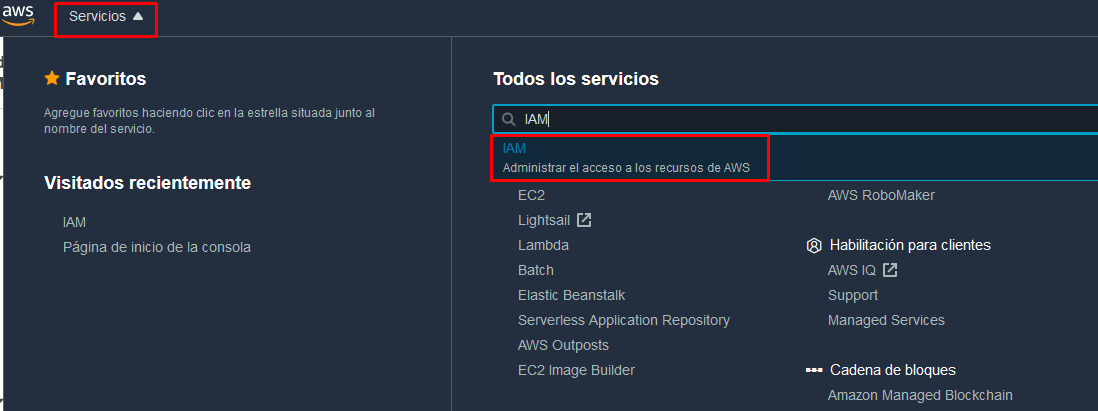 aws
Servicios
Favoritos
Agregue favoritos haciendo clic en la estrella situada junto al
nombre del servicio.
Visitados recientemente
IAM
Página de inicio de la consola
Todos los servicios
IAM
IAM
Administrar el acceso a los recursos de AWS
EC2
Lightsail
Lambda
Batch
Elastic Beanstalk
Serverless Application Repository
AWS Outposts
EC2 Image Builder
AWS RoboMaker
Habilitación para clientes
AWS IQ
Support
Managed Services
Cadena de bloques
Amazon Managed Blockchain